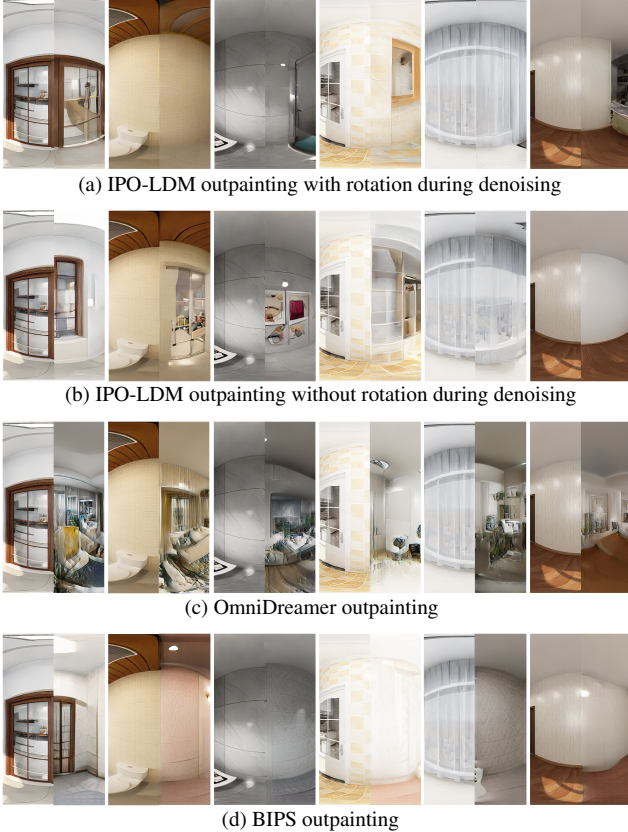 (a) IPO-LDM outpainting with rotation during denoising
(b) IPO-LDM outpainting without rotation during denoising
(c) OmniDreamer outpainting
(d) BIPS outpainting